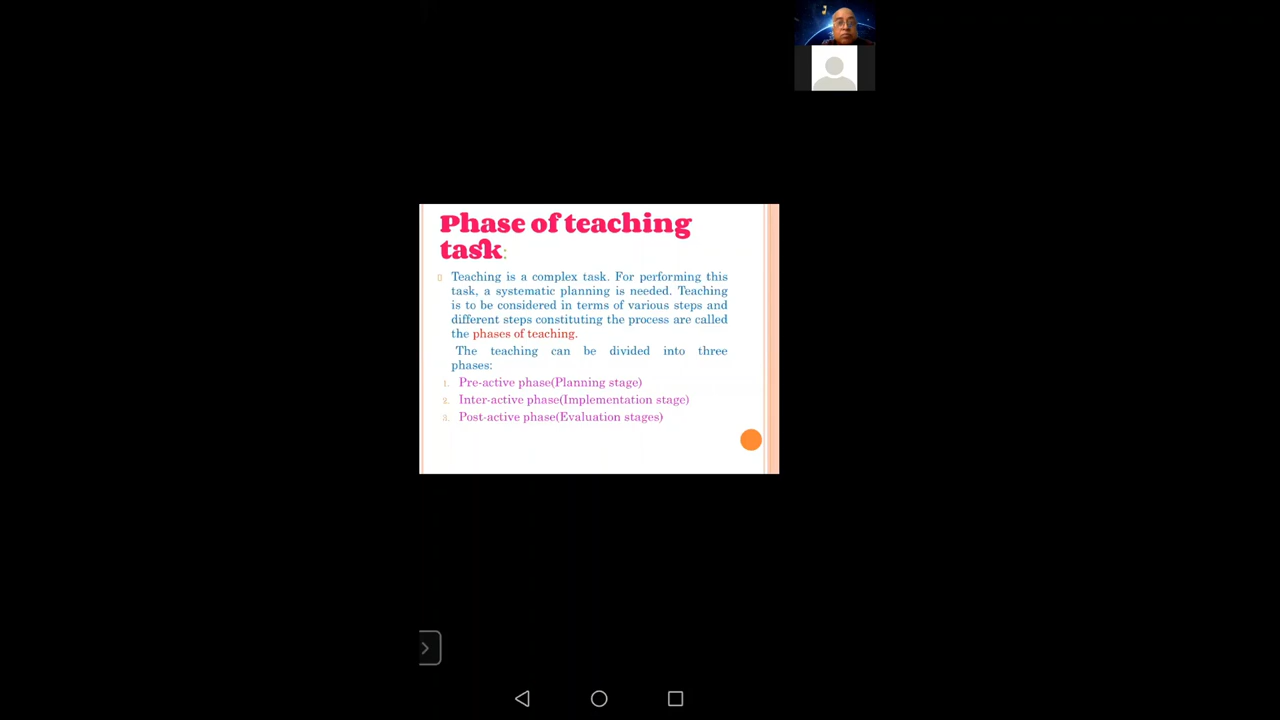 Phase of teaching
task:
Teaching is a complex task. For performing this
task, a systematic planning is needed. Teaching
is to be considered in terms of various steps and
different steps constituting the process are called
the phases of teaching.
The teaching can be divided into three
phases:
1. Pre-active phase(Planning stage)
2. Inter-active phase(Implementation stage)
3. Post-active phase(Evaluation stages)